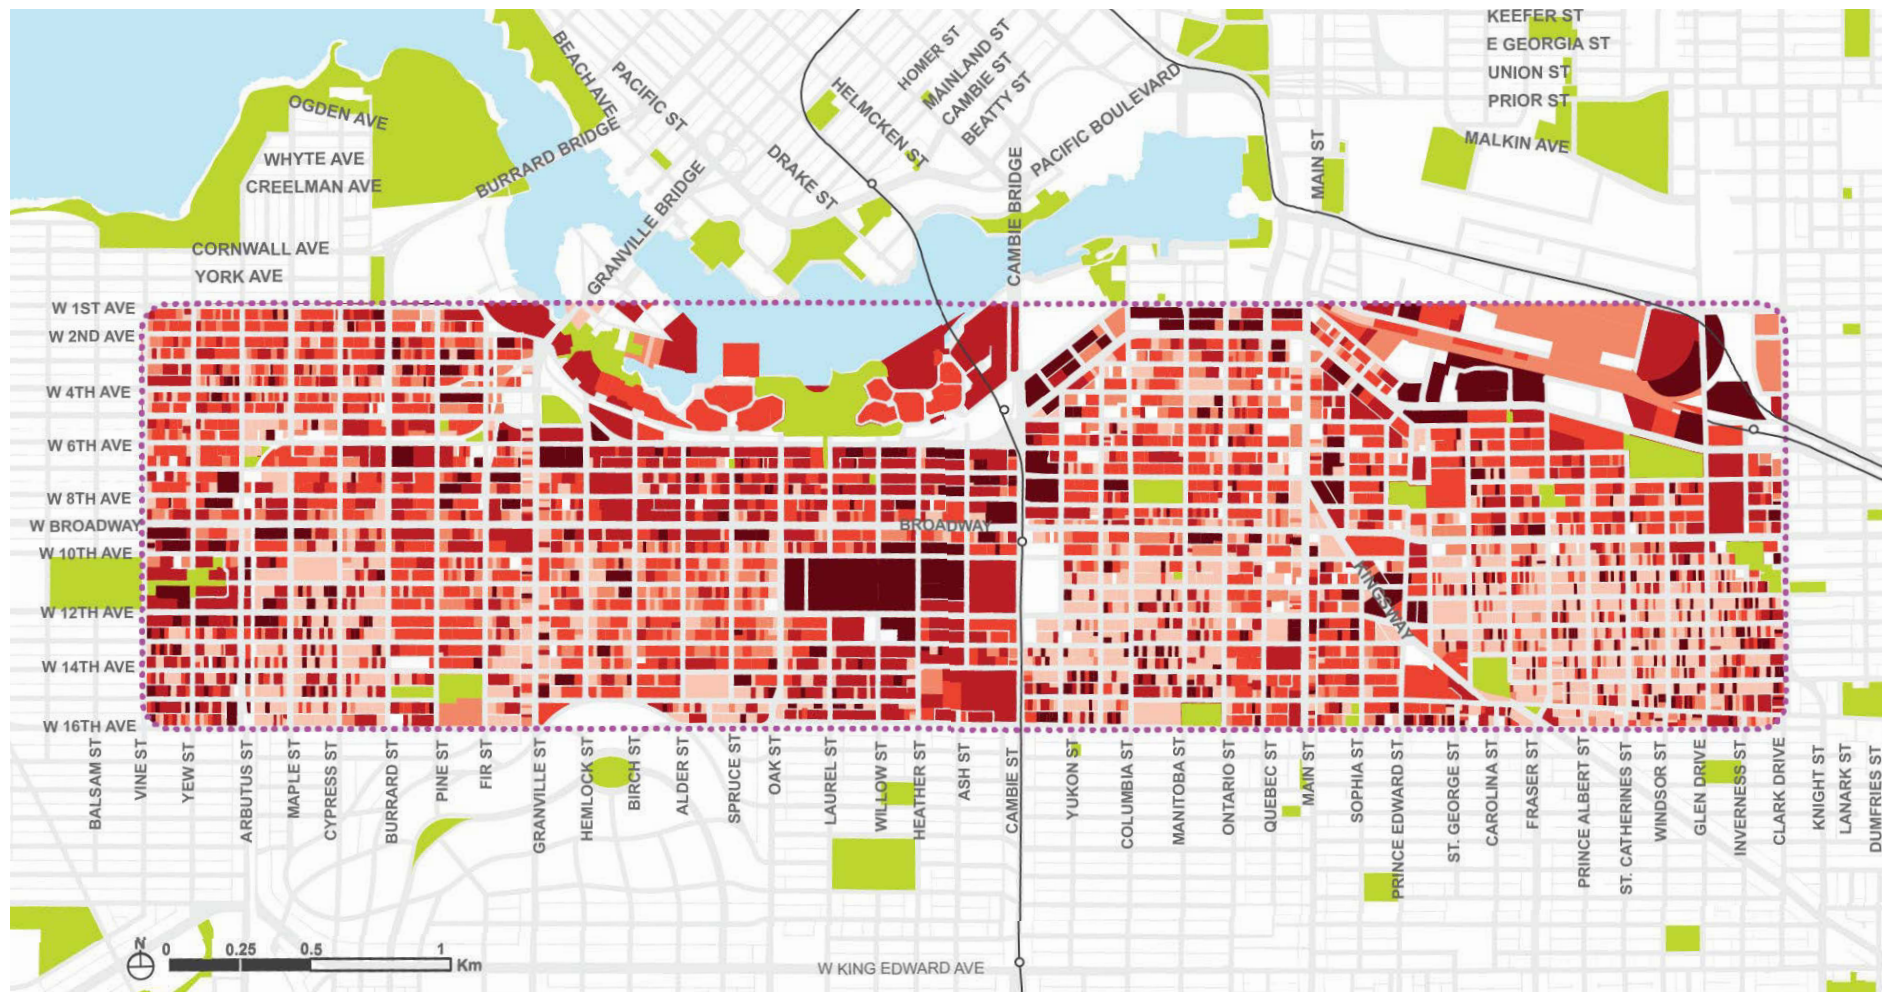 KEEFER ST
E GEORGIA ST
UNION ST
PRIOR ST
MALKIN AVE
MAIN ST
HOMER ST
MAINLAND ST
CAMBIE ST
BEATTY ST
PACIFIC BOULEVARD
HELMCKEN ST
BEACH AVE
PACIFIC ST
DRAKE ST
BURRARD BRIDGE
GRANVILLE BRIDGE
CAMBIE BRIDGE
OGDEN AVE
WHYTE AVE
CREELMAN AVE
CORNWALL AVE
YORK AVE
W 1ST AVE
W 2ND AVE
W 4TH AVE
W 6TH AVE
W 8TH AVE
W BROADWAY
BROADWAY
W 10TH AVE
KINGSWAY
W 12TH AVE
W 14TH AVE
W 16TH AVE
BALSAM ST
VINE ST
YEW ST
ARBUTUS ST
MAPLE ST
CYPRESS ST
BURRARD ST
PINE ST
FIR ST
GRANVILLE ST
HEMLOCK ST
BIRCH ST
ALDER ST
SPRUCE ST
OAK ST
LAUREL ST
WILLOW ST
HEATHER ST
ASH ST
CAMBIE ST
YUKON ST
COLUMBIA ST
MANITOBA ST
ONTARIO ST
QUEBEC ST
MAIN ST
SOPHIA ST
PRINCE EDWARD ST
ST. GEORGE ST
CAROLINA ST
FRASER ST
PRINCE ALBERT ST
ST. CATHERINES ST
WINDSOR ST
GLEN DRIVE
INVERNESS ST
CLARK DRIVE
KNIGHT ST
LANARK ST
DUMFRIES ST
N
0 0.25 0.5 1
Km
W KING EDWARD AVE